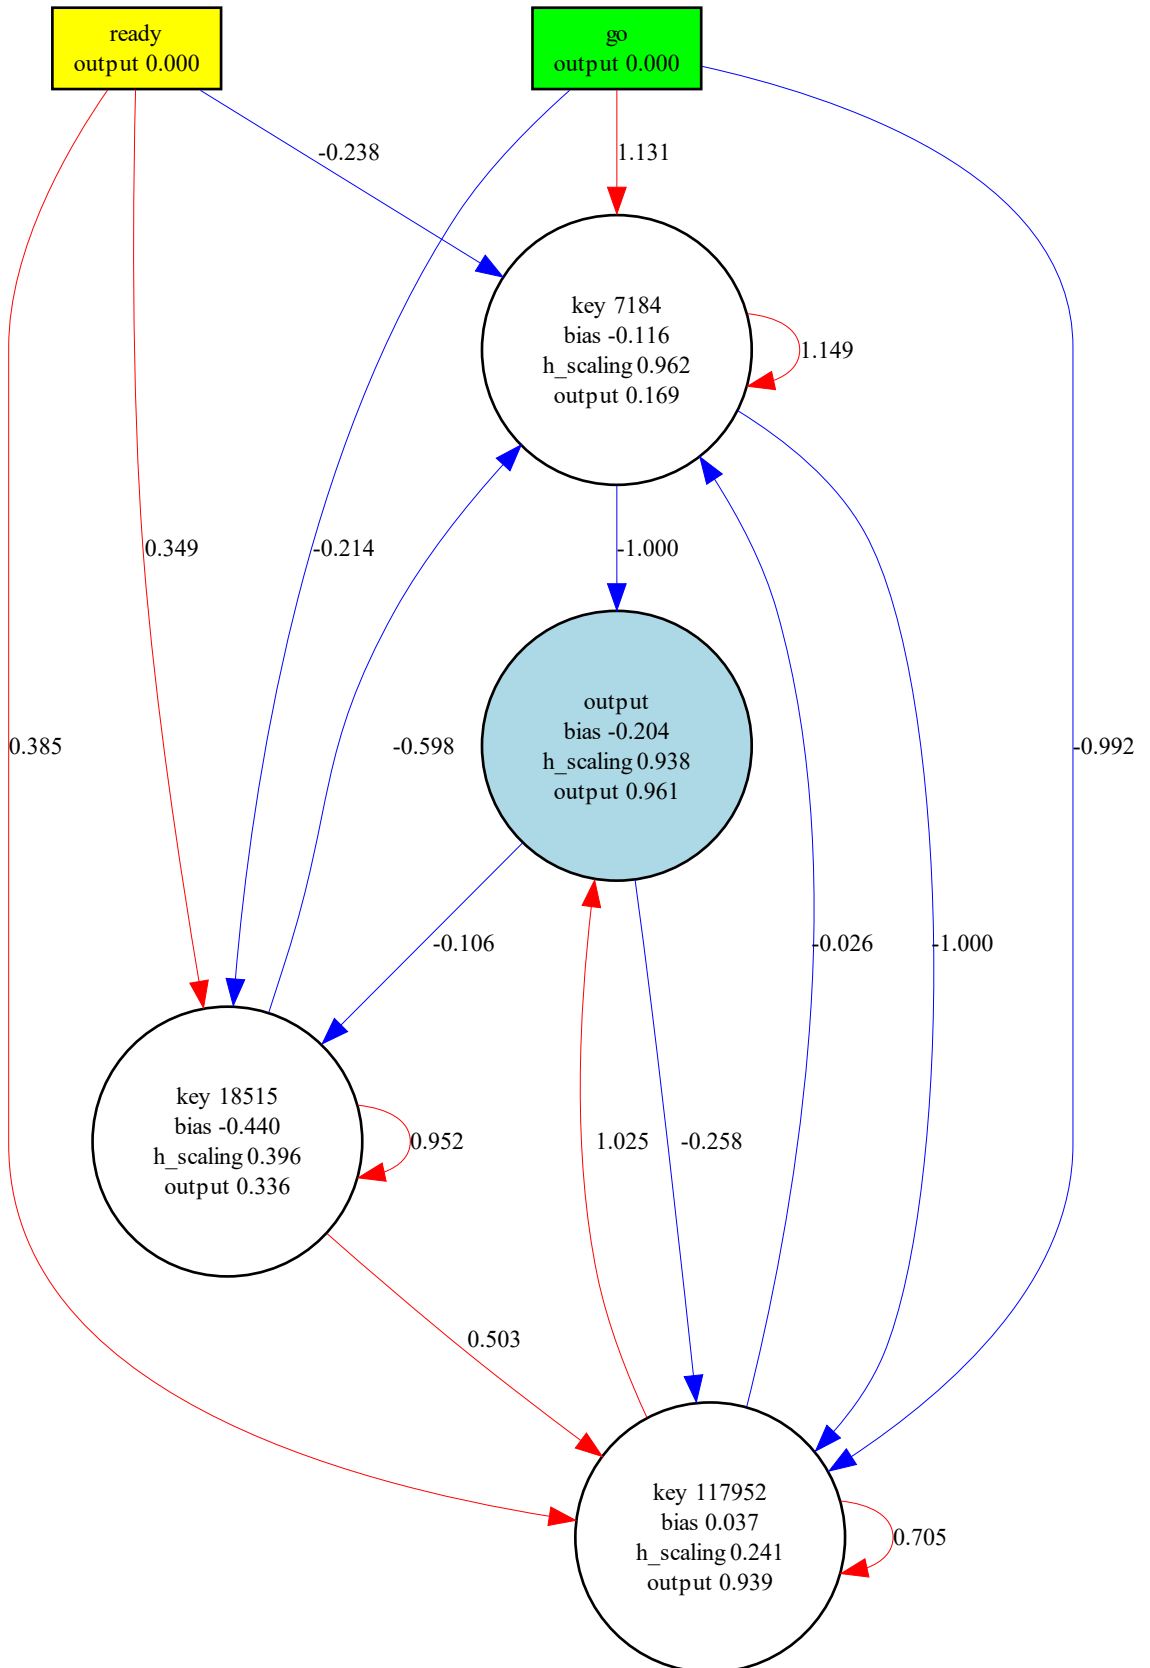 ready
output 0.000
go
output 0.000
-0.238
1.131
key 7184
bias -0.116
h_scaling 0.962
output 0.169
1.149
0.349
-0.214
-1.000
output
bias -0.204
h_scaling 0.938
output 0.961
0.385
-0.598
-0.992
-0.106
-0.026
-1.000
key 18515
bias -0.440
h_scaling 0.396
output 0.336
0.952
1.025
-0.258
0.503
key 117952
bias 0.037
h_scaling 0.241
output 0.939
0.705